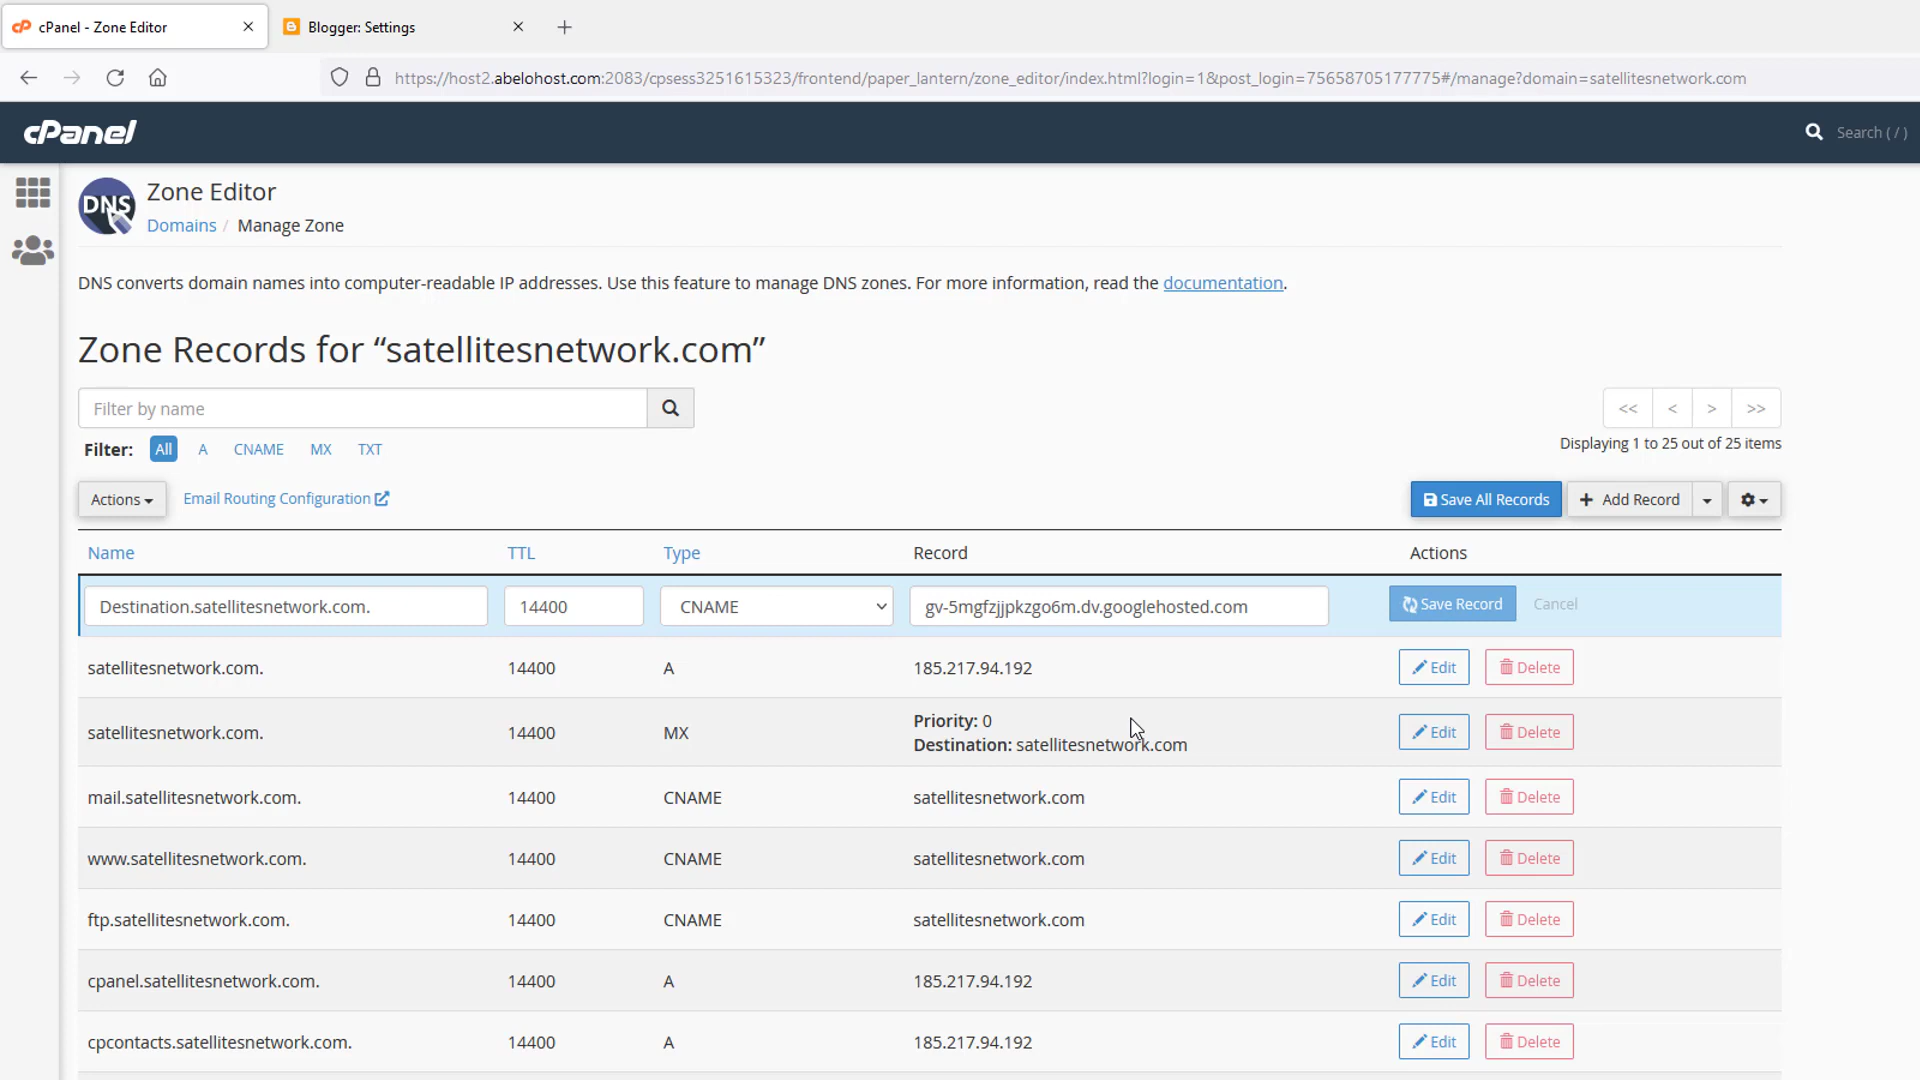 cPanel - Zone Editor
Blogger: Settings
https://host2.abelohost.com:2083/cpsess3251615323/frontend/paper_lantern/zone_editor/index.html?login=1&post_login=75658705177775#/manage?domain=satellitesnetwork.com
cPanel
Search ( / )
DNS
Zone Editor
Domains / Manage Zone
DNS converts domain names into computer-readable IP addresses. Use this feature to manage DNS zones. For more information, read the documentation.
Zone Records for “satellitesnetwork.com”
Filter by name
<< < > >>
Filter: All A CNAME MX TXT
Displaying 1 to 25 out of 25 items
Actions Email Routing Configuration Save All Records + Add Record
Name TTL Type Record Actions
Destination.satellitesnetwork.com. 14400 CNAME gv-5mgfzjjpkzgo6m.dv.googlehosted.com Save Record Cancel
satellitesnetwork.com. 14400 A 185.217.94.192 Edit Delete
satellitesnetwork.com. 14400 MX Priority: 0 Edit Delete
Destination: satellitesnetwork.com
mail.satellitesnetwork.com. 14400 CNAME satellitesnetwork.com Edit Delete
www.satellitesnetwork.com. 14400 CNAME satellitesnetwork.com Edit Delete
ftp.satellitesnetwork.com. 14400 CNAME satellitesnetwork.com Edit Delete
cpanel.satellitesnetwork.com. 14400 A 185.217.94.192 Edit Delete
cpcontacts.satellitesnetwork.com. 14400 A 185.217.94.192 Edit Delete